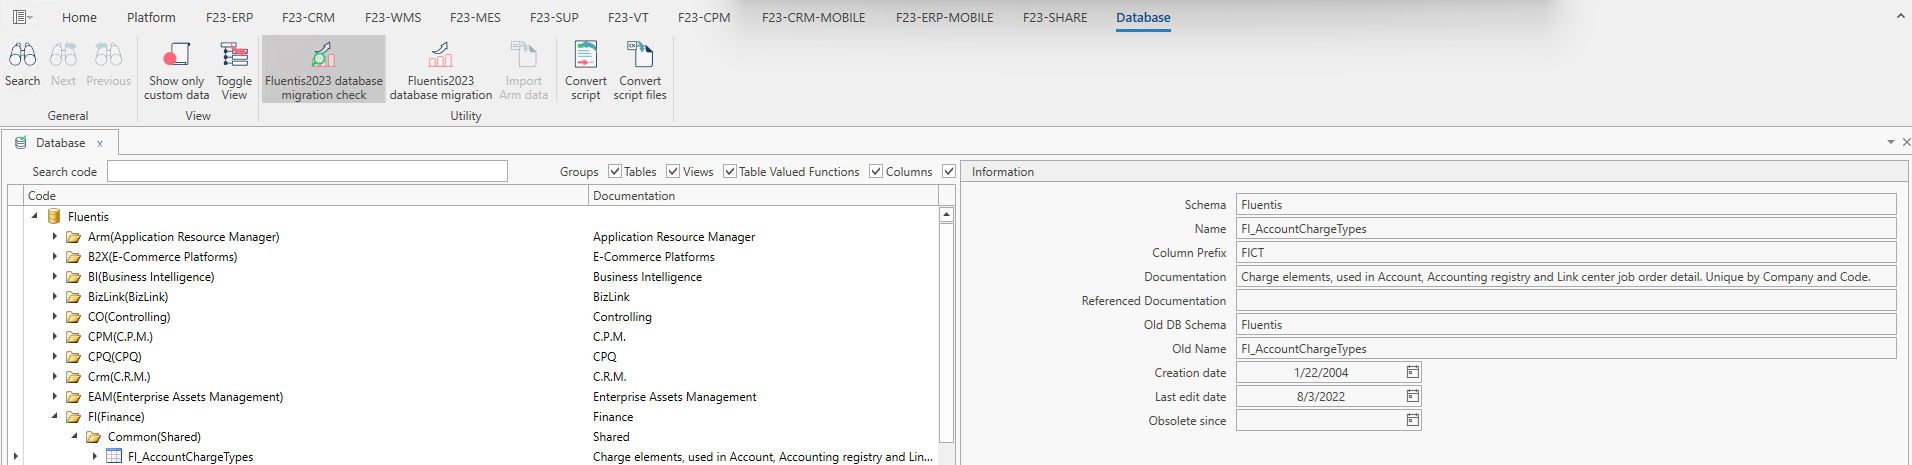 Home Platform F23-ERP F23-CRM F23-WMS F23-MES F23-SUP F23-VT F23-CPM F23-CRM-MOBILE F23-ERP-MOBILE F23-SHARE Database
Search Next Previous Show only custom data Toggle View Fluentis2023 database migration check Fluentis2023 database migration Import Arm data Convert script Convert script files
General View Utility
Database x
Search code Groups Tables Views Table Valued Functions Columns
Code Documentation
Fluentis
Arm(Application Resource Manager) Application Resource Manager
B2X(E-Commerce Platforms) E-Commerce Platforms
BI(Business Intelligence) Business Intelligence
BizLink(BizLink) BizLink
CO(Controlling) Controlling
CPM(C.P.M.) C.P.M.
CPQ(CPQ) CPQ
Crm(C.R.M.) C.R.M.
EAM(Enterprise Assets Management) Enterprise Assets Management
FI(Finance) Finance
Common(Shared) Shared
FI_AccountChargeTypes Charge elements, used in Account, Accounting registry and Lin...
Information
Schema Fluentis
Name FI_AccountChargeTypes
Column Prefix FICT
Documentation Charge elements, used in Account, Accounting registry and Link center job order detail. Unique by Company and Code.
Referenced Documentation
Old DB Schema Fluentis
Old Name FI_AccountChargeTypes
Creation date 1/22/2004
Last edit date 8/3/2022
Obsolete since